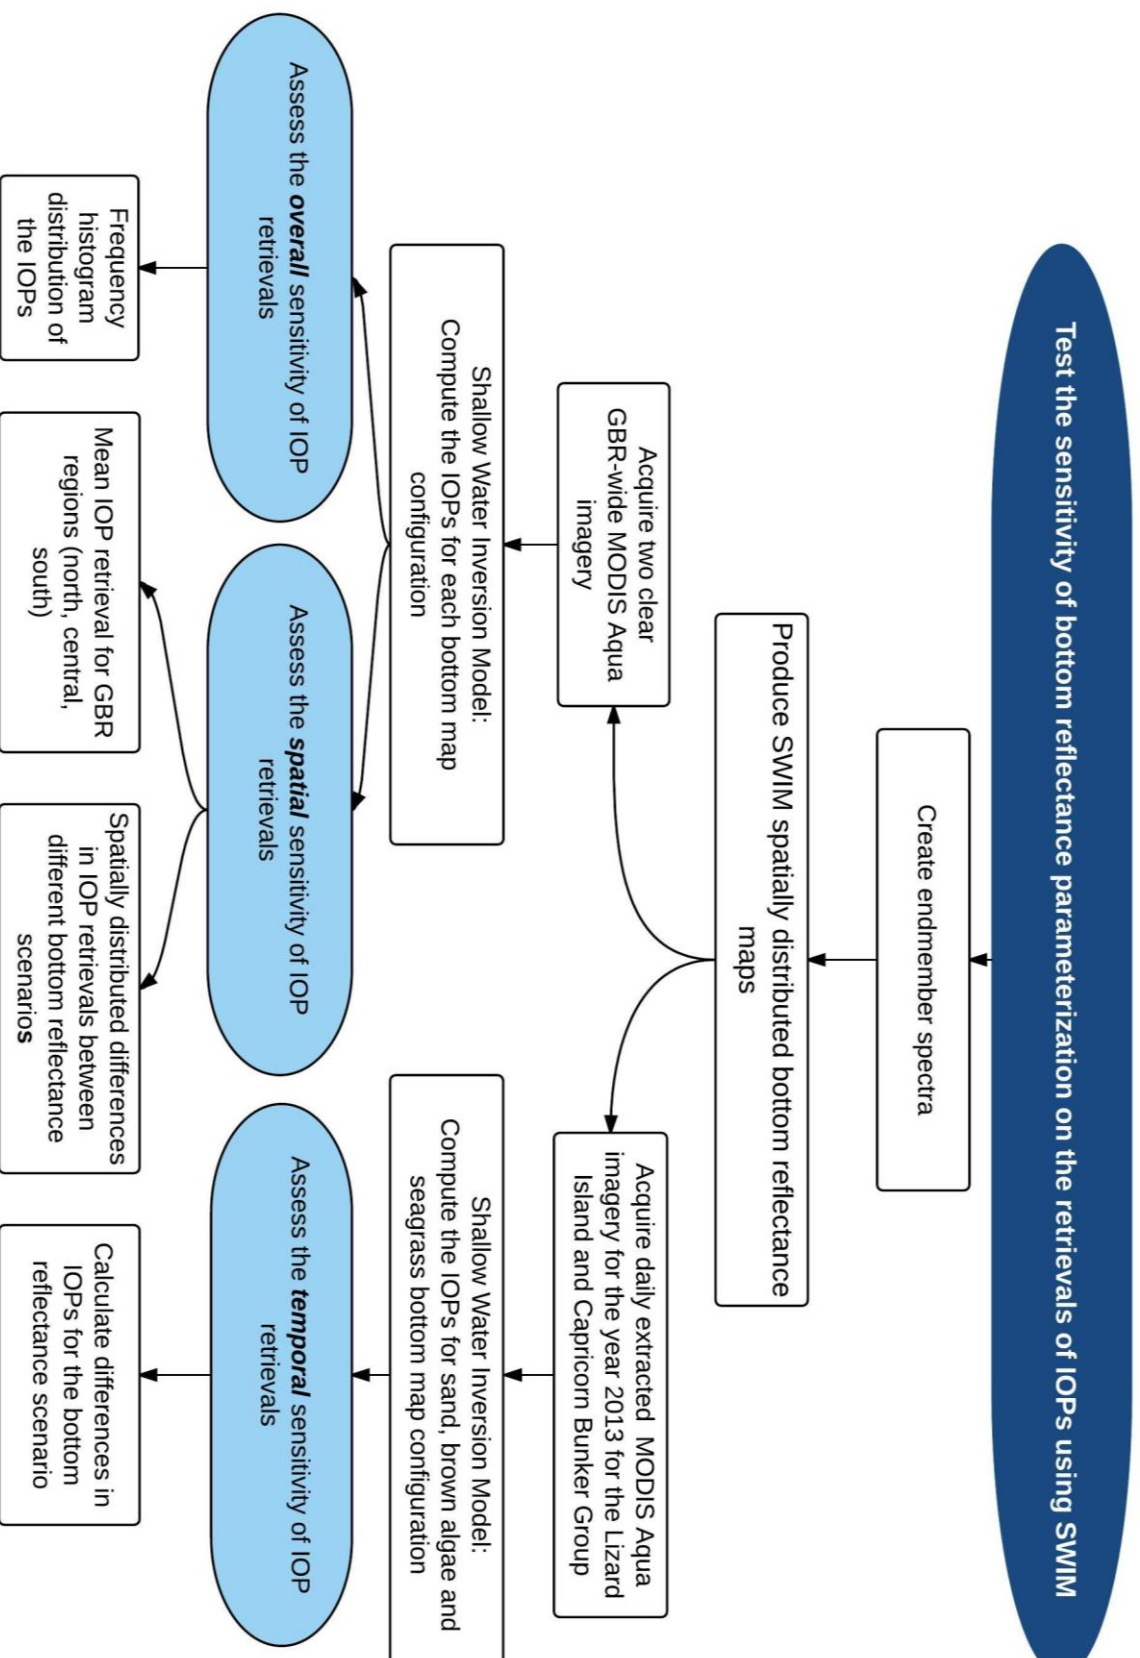 Test the sensitivity of bottom reflectance parameterization on the retrievals of IOPs using SWIM
Create endmember spectra
Produce SWIM spatially distributed bottom reflectance
maps
Acquire two clear
GBR-wide MODIS Aqua
imagery
Acquire daily extracted MODIS Aqua
imagery for the year 2013 for the Lizard
Island and Capricorn Bunker Group
Shallow Water Inversion Model:
Compute the IOPs for each bottom map
configuration
Shallow Water Inversion Model:
Compute the IOPs for sand, brown algae and
seagrass bottom map configuration
Assess the overall sensitivity of IOP
retrievals
Assess the spatial sensitivity of IOP
retrievals
Assess the temporal sensitivity of IOP
retrievals
Frequency
histogram
distribution of
the IOPs
Mean IOP retrieval for GBR
regions (north, central,
south)
Spatially distributed differences
in IOP retrievals between
different bottom reflectance
scenarios
Calculate differences in
IOPs for the bottom
reflectance scenario